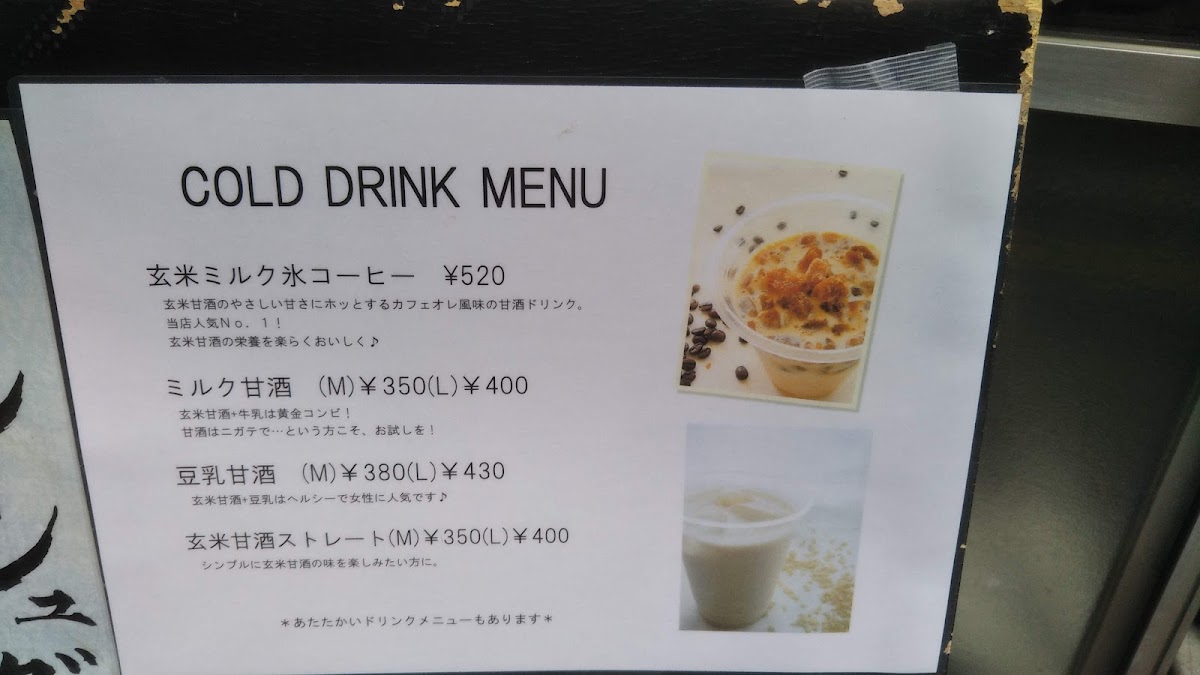 COLD DRINK MENU
玄米ミルク氷コーヒー　¥520
玄米甘酒のやさしい甘さにホッとするカフェオレ風味の甘酒ドリンク。
当店人気Ｎｏ．１！
玄米甘酒の栄養を楽らくおいしく♪
ミルク甘酒　(M)￥350(L)￥400
玄米甘酒+牛乳は黄金コンビ！
甘酒はニガテで…という方こそ、お試しを！
豆乳甘酒　(M)￥380(L)￥430
玄米甘酒+豆乳はヘルシーで女性に人気です♪
玄米甘酒ストレート(M)￥350(L)￥400
シンプルに玄米甘酒の味を楽しみたい方に。
＊あたたかいドリンクメニューもあります＊
ュ